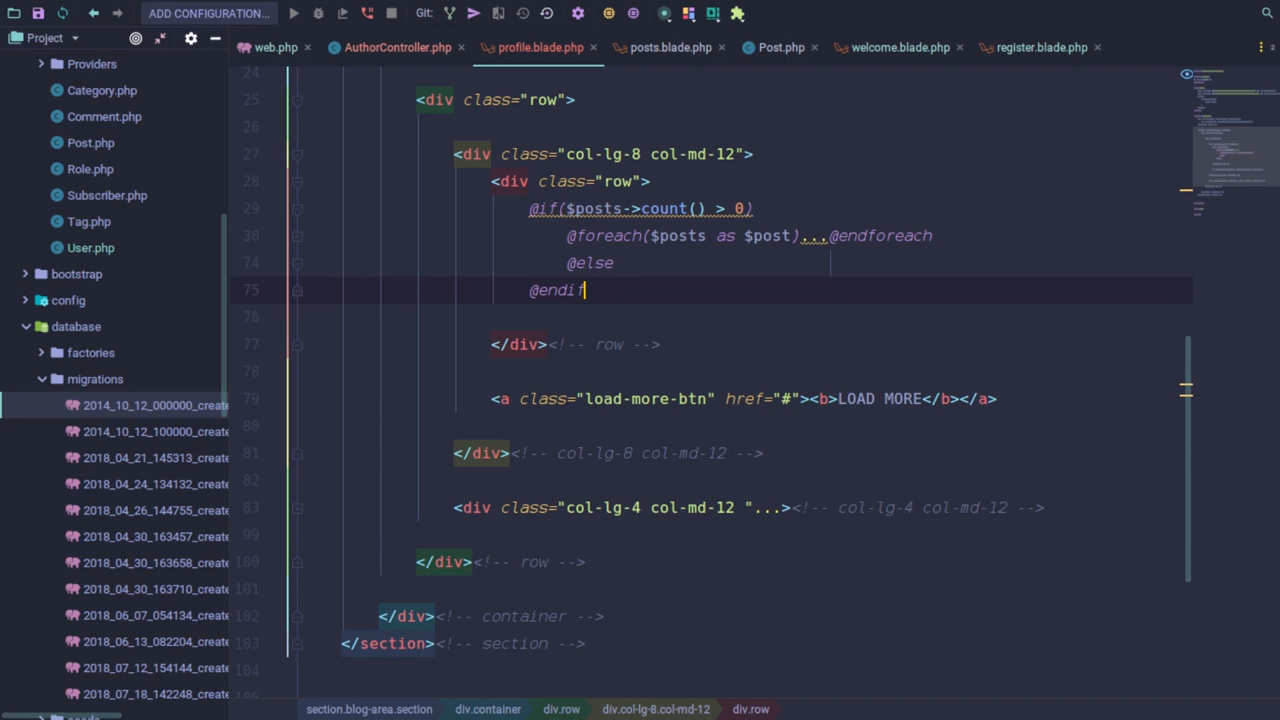 ADD CONFIGURATION...
Git:
Project
web.php
AuthorController.php
profile.blade.php
posts.blade.php
Post.php
welcome.blade.php
register.blade.php
2
Providers
Category.php
Comment.php
Post.php
Role.php
Subscriber.php
Tag.php
User.php
bootstrap
config
database
factories
migrations
2014_10_12_000000_create
2014_10_12_100000_create
2018_04_21_145313_create
2018_04_24_134132_create
2018_04_26_144755_create
2018_04_30_163457_create
2018_04_30_163658_create
2018_04_30_163710_create
2018_06_07_054134_create
2018_06_13_082204_create
2018_07_12_154144_create
2018_07_18_142248_create
24
25 <div class="row">
26
27 <div class="col-lg-8 col-md-12">
28 <div class="row">
29 @if($posts->count() > 0)
30 @foreach($posts as $post)...@endforeach
74 @else
75 @endif
76
77 </div><!-- row -->
78
79 <a class="load-more-btn" href="#"><b>LOAD MORE</b></a>
80
81 </div><!-- col-lg-8 col-md-12 -->
82
83 <div class="col-lg-4 col-md-12 "...><!-- col-lg-4 col-md-12 -->
99
100 </div><!-- row -->
101
102 </div><!-- container -->
103 </section><!-- section -->
104
section.blog-area.section div.container div.row div.col-lg-8.col-md-12 div.row